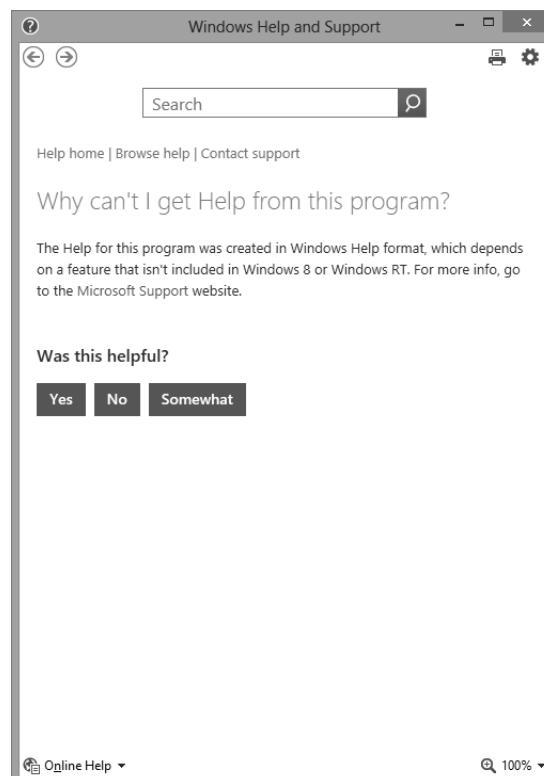 Windows Help and Support
Search
Help home | Browse help | Contact support
Why can't I get Help from this program?
The Help for this program was created in Windows Help format, which depends
on a feature that isn't included in Windows 8 or Windows RT. For more info, go
to the Microsoft Support website.
Was this helpful?
Yes No Somewhat
Online Help 100%